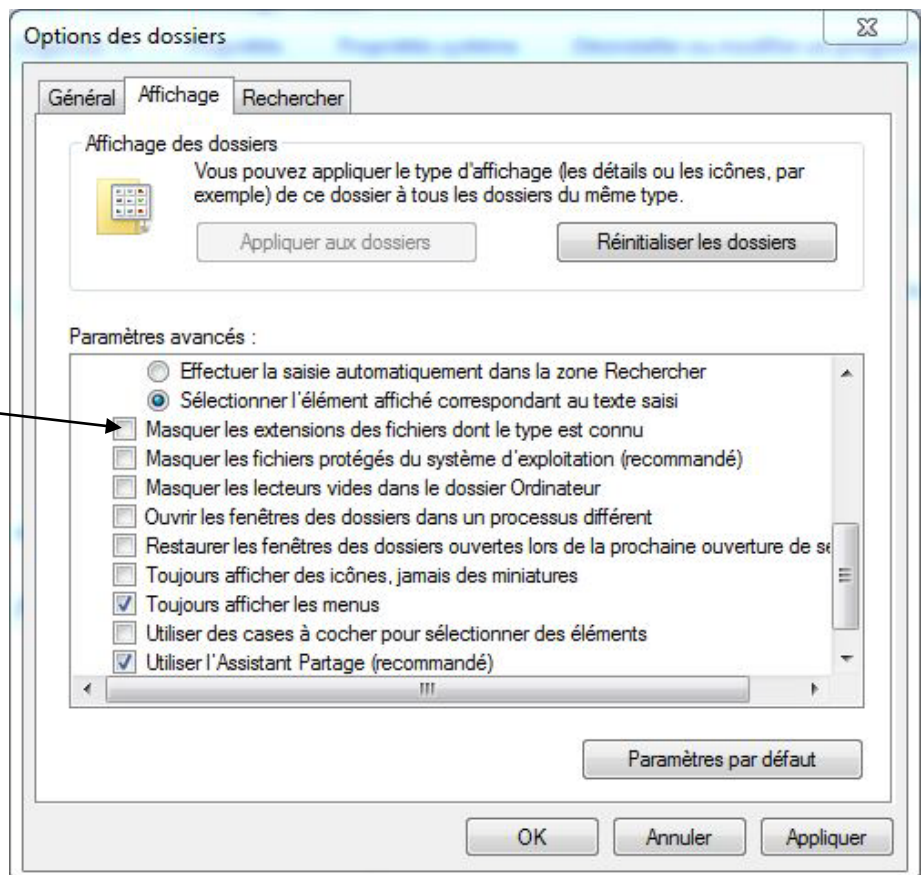 Options des dossiers
Général Affichage Rechercher
Affichage des dossiers
Vous pouvez appliquer le type d'affichage (les détails ou les icônes, par
exemple) de ce dossier à tous les dossiers du même type.
Appliquer aux dossiers Réinitialiser les dossiers
Paramètres avancés :
Effectuer la saisie automatiquement dans la zone Rechercher
Sélectionner l'élément affiché correspondant au texte saisi
Masquer les extensions des fichiers dont le type est connu
Masquer les fichiers protégés du système d'exploitation (recommandé)
Masquer les lecteurs vides dans le dossier Ordinateur
Ouvrir les fenêtres des dossiers dans un processus différent
Restaurer les fenêtres des dossiers ouvertes lors de la prochaine ouverture de se
Toujours afficher des icônes, jamais des miniatures
Toujours afficher les menus
Utiliser des cases à cocher pour sélectionner des éléments
Utiliser l'Assistant Partage (recommandé)
Paramètres par défaut
OK Annuler Appliquer